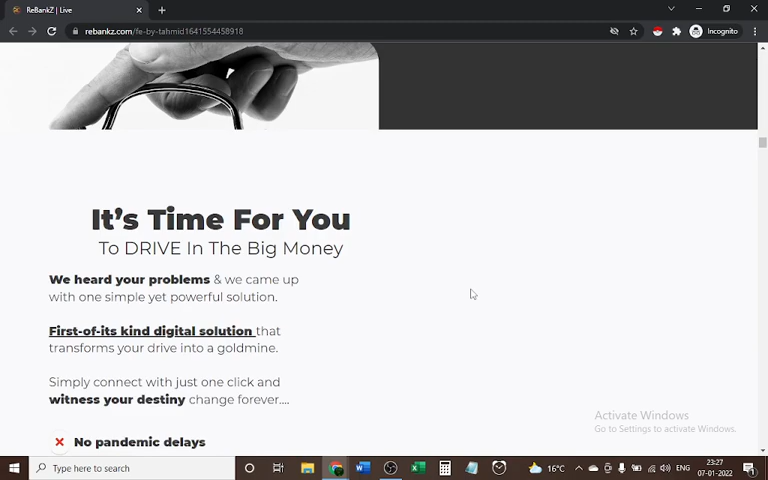 ReBankZ | Live
rebankz.com/fe-by-tahmid1641554458918
Incognito
It's Time For You
To DRIVE In The Big Money
We heard your problems & we came up
with one simple yet powerful solution.
First-of-its kind digital solution that
transforms your drive into a goldmine.
Simply connect with just one click and
witness your destiny change forever....
No pandemic delays
Activate Windows
Go to Settings to activate Windows.
Type here to search
16°C
ENG
23:27
07-01-2022